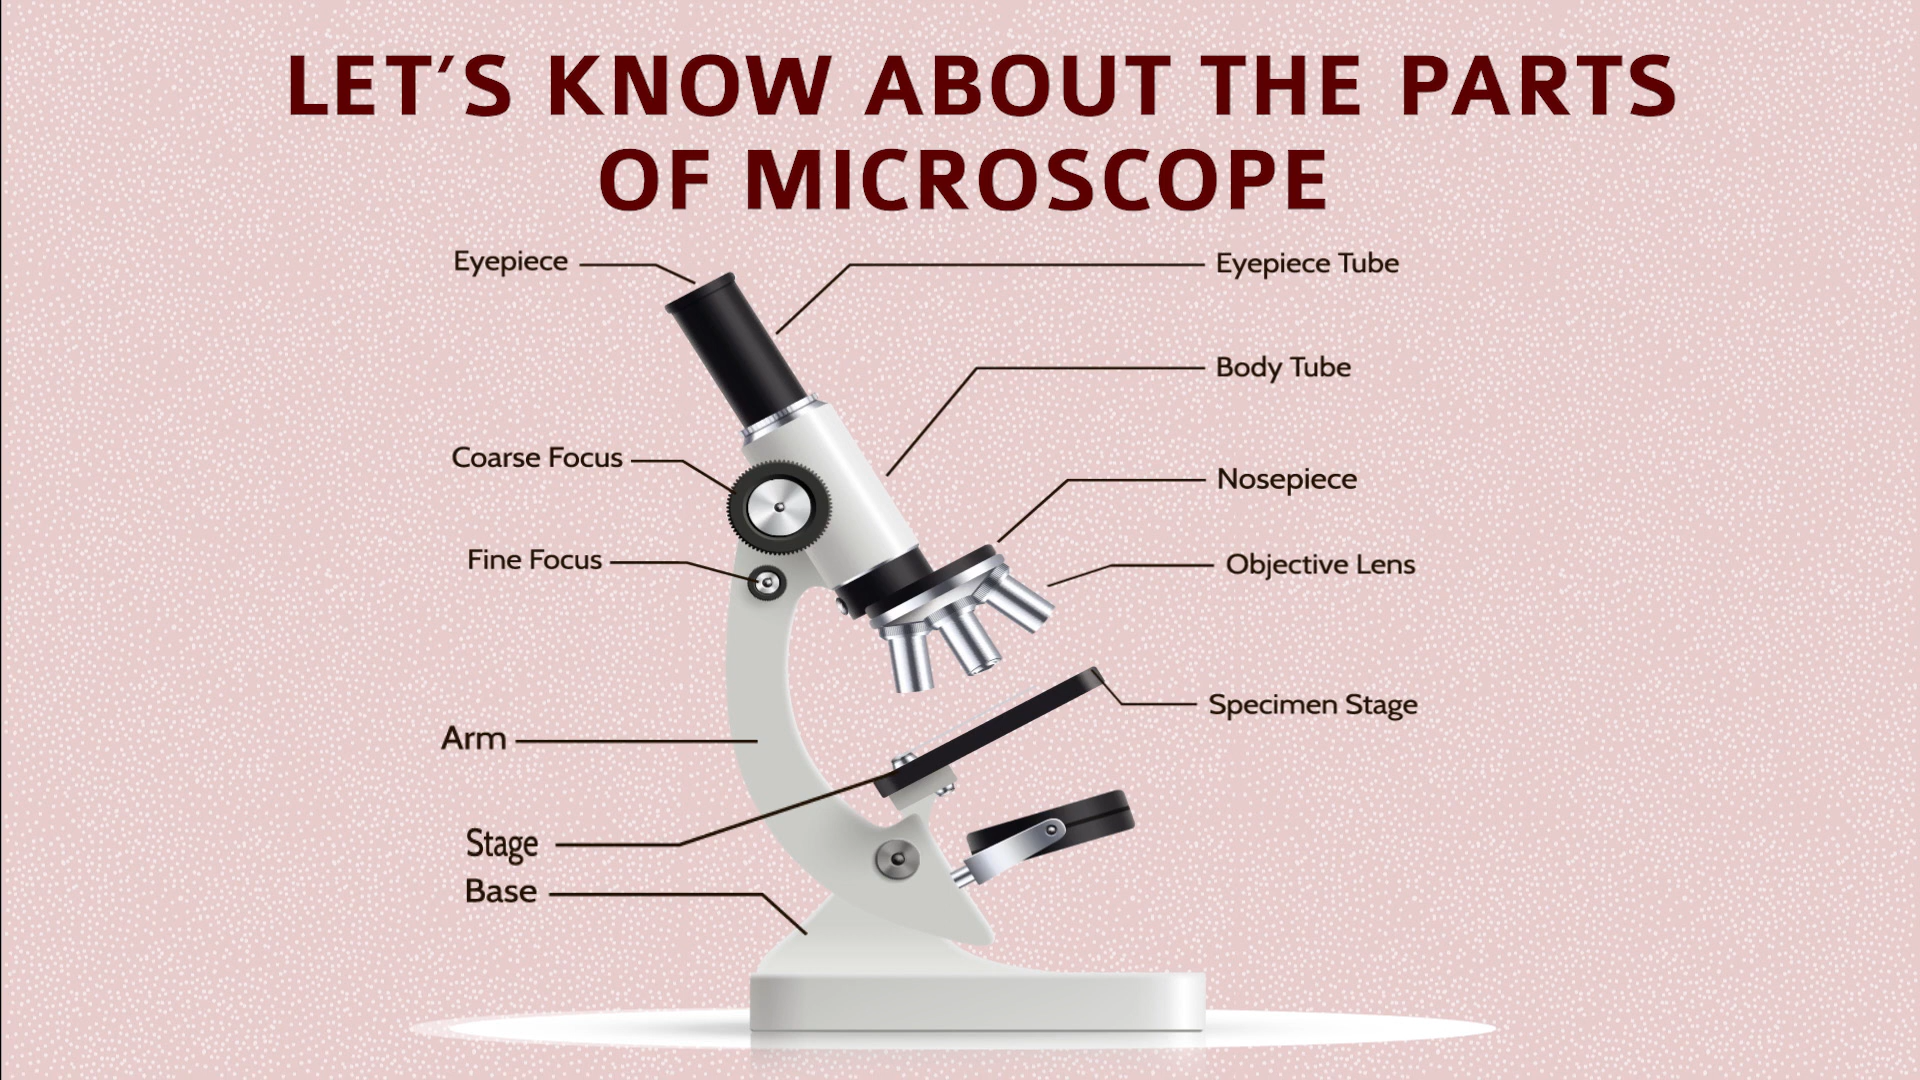 LET'S KNOW ABOUT THE PARTS
OF MICROSCOPE
Eyepiece
Eyepiece Tube
Body Tube
Coarse Focus
Nosepiece
Fine Focus
Objective Lens
Specimen Stage
Arm
Stage
Base